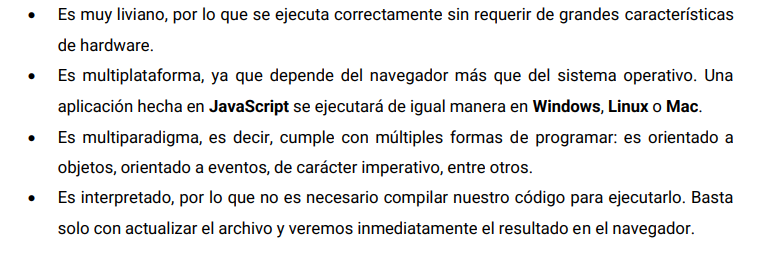 • Es muy liviano, por lo que se ejecuta correctamente sin requerir de grandes características
de hardware.
• Es multiplataforma, ya que depende del navegador más que del sistema operativo. Una
aplicación hecha en JavaScript se ejecutará de igual manera en Windows, Linux o Mac.
• Es multiparadigma, es decir, cumple con múltiples formas de programar: es orientado a
objetos, orientado a eventos, de carácter imperativo, entre otros.
• Es interpretado, por lo que no es necesario compilar nuestro código para ejecutarlo. Basta
solo con actualizar el archivo y veremos inmediatamente el resultado en el navegador.